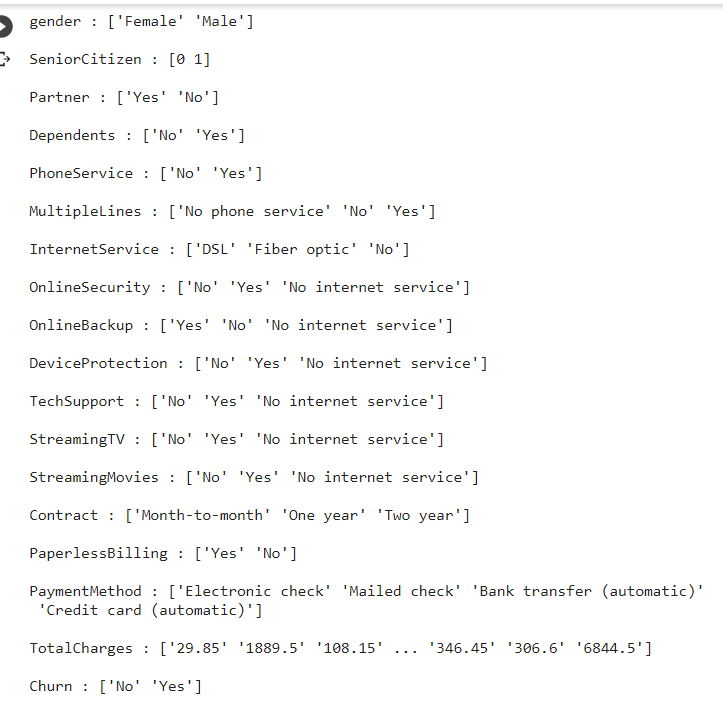 gender : ['Female' 'Male']
SeniorCitizen : [0 1]
Partner : ['Yes' 'No']
Dependents : ['No' 'Yes']
PhoneService : ['No' 'Yes']
MultipleLines : ['No phone service' 'No' 'Yes']
InternetService : ['DSL' 'Fiber optic' 'No']
OnlineSecurity : ['No' 'Yes' 'No internet service']
OnlineBackup : ['Yes' 'No' 'No internet service']
DeviceProtection : ['No' 'Yes' 'No internet service']
TechSupport : ['No' 'Yes' 'No internet service']
StreamingTV : ['No' 'Yes' 'No internet service']
StreamingMovies : ['No' 'Yes' 'No internet service']
Contract : ['Month-to-month' 'One year' 'Two year']
PaperlessBilling : ['Yes' 'No']
PaymentMethod : ['Electronic check' 'Mailed check' 'Bank transfer (automatic)'
 'Credit card (automatic)']
TotalCharges : ['29.85' '1889.5' '108.15' ... '346.45' '306.6' '6844.5']
Churn : ['No' 'Yes']